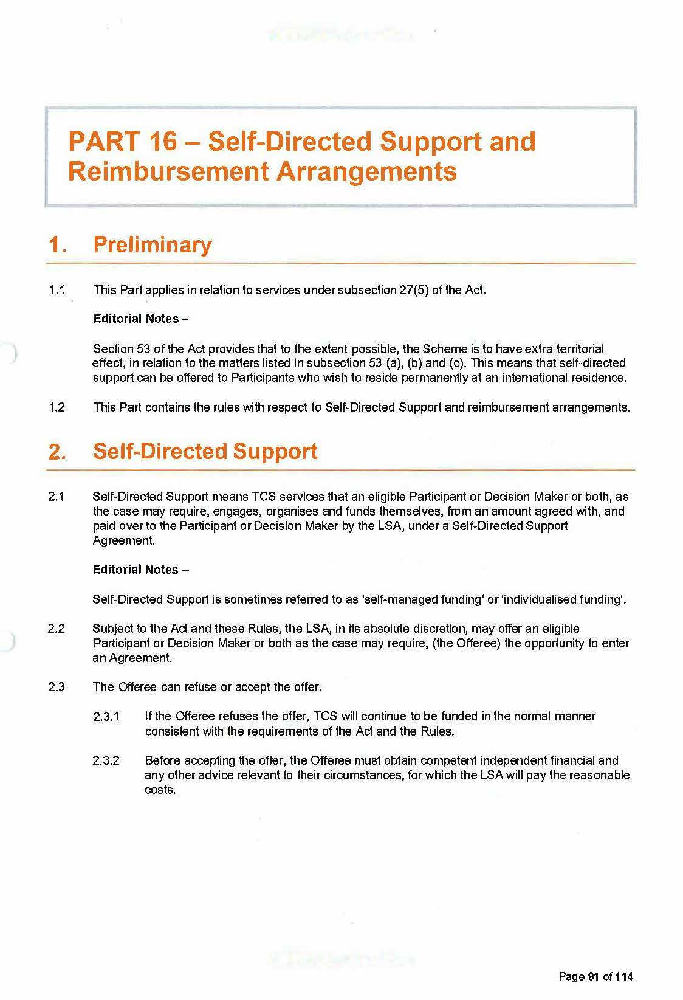 PART 16 – Self-Directed Support and
Reimbursement Arrangements
1. Preliminary
1.1 This Part applies in relation to services under subsection 27(5) of the Act.
Editorial Notes –
Section 53 of the Act provides that to the extent possible, the Scheme is to have extra-territorial
effect, in relation to the matters listed in subsection 53 (a), (b) and (c). This means that self-directed
support can be offered to Participants who wish to reside permanently at an international residence.
1.2 This Part contains the rules with respect to Self-Directed Support and reimbursement arrangements.
2. Self-Directed Support
2.1 Self-Directed Support means TCS services that an eligible Participant or Decision Maker or both, as
the case may require, engages, organises and funds themselves, from an amount agreed with, and
paid over to the Participant or Decision Maker by the LSA, under a Self-Directed Support
Agreement.
Editorial Notes –
Self-Directed Support is sometimes referred to as 'self-managed funding' or 'individualised funding'.
2.2 Subject to the Act and these Rules, the LSA, in its absolute discretion, may offer an eligible
Participant or Decision Maker or both as the case may require, (the Offeree) the opportunity to enter
an Agreement.
2.3 The Offeree can refuse or accept the offer.
2.3.1 If the Offeree refuses the offer, TCS will continue to be funded in the normal manner
consistent with the requirements of the Act and the Rules.
2.3.2 Before accepting the offer, the Offeree must obtain competent independent financial and
any other advice relevant to their circumstances, for which the LSA will pay the reasonable
costs.
Page 91 of 114